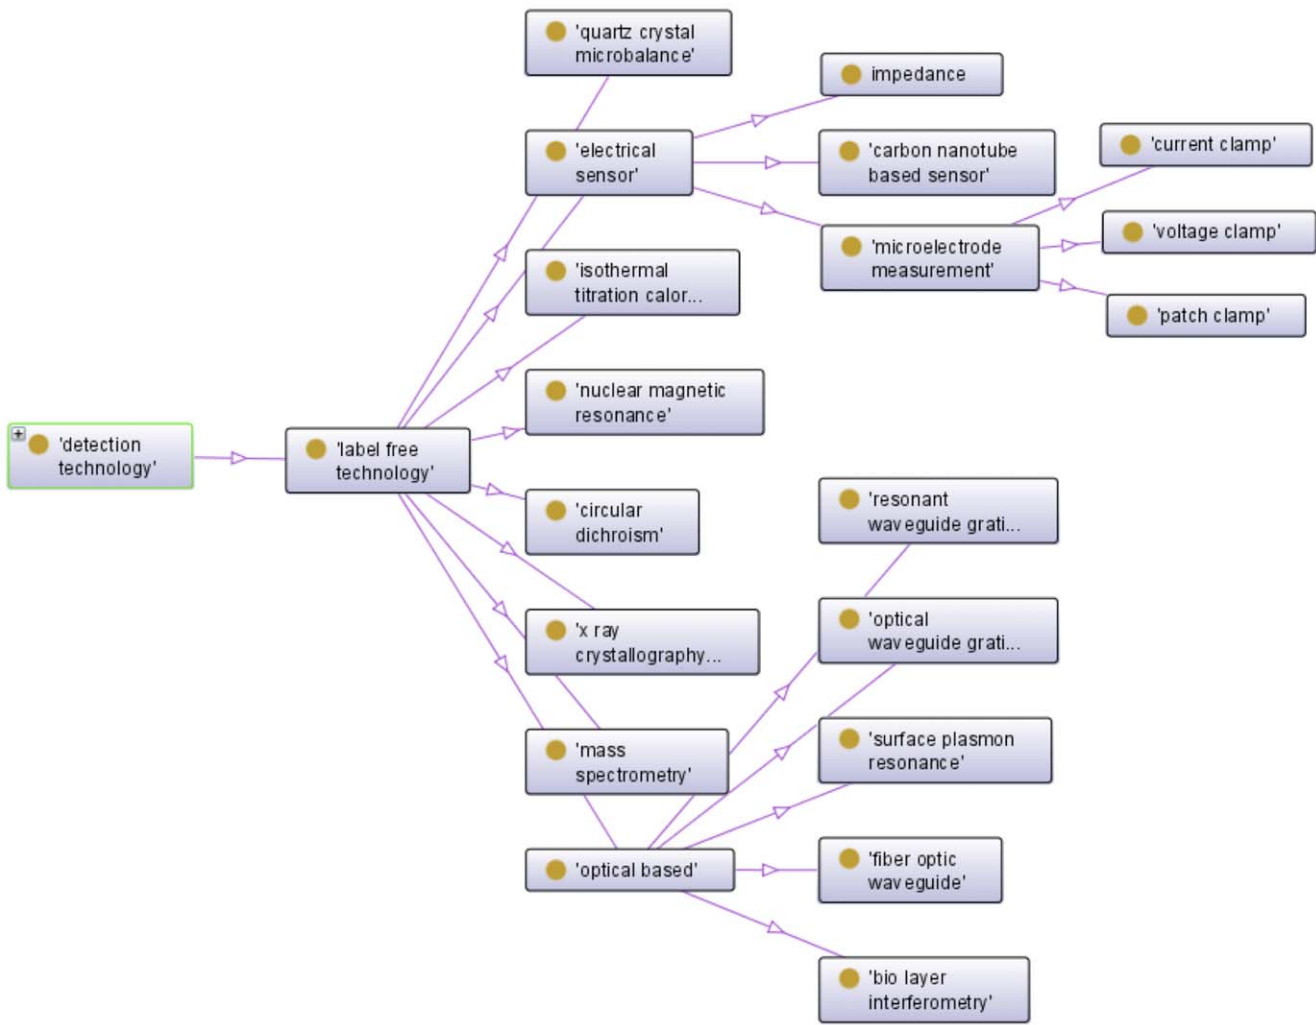 'quartz crystal
microbalance'
impedance
'electrical
sensor'
'carbon nanotube
based sensor'
'current clamp'
'microelectrode
measurement'
'voltage clamp'
'isothermal
titration calor...
'patch clamp'
'nuclear magnetic
resonance'
'detection
technology'
'label free
technology'
'circular
dichroism'
'resonant
waveguide grati...
'x ray
crystallography...
'optical
waveguide grati...
'mass
spectrometry'
'surface plasmon
resonance'
'optical based'
'fiber optic
waveguide'
'bio layer
interferometry'